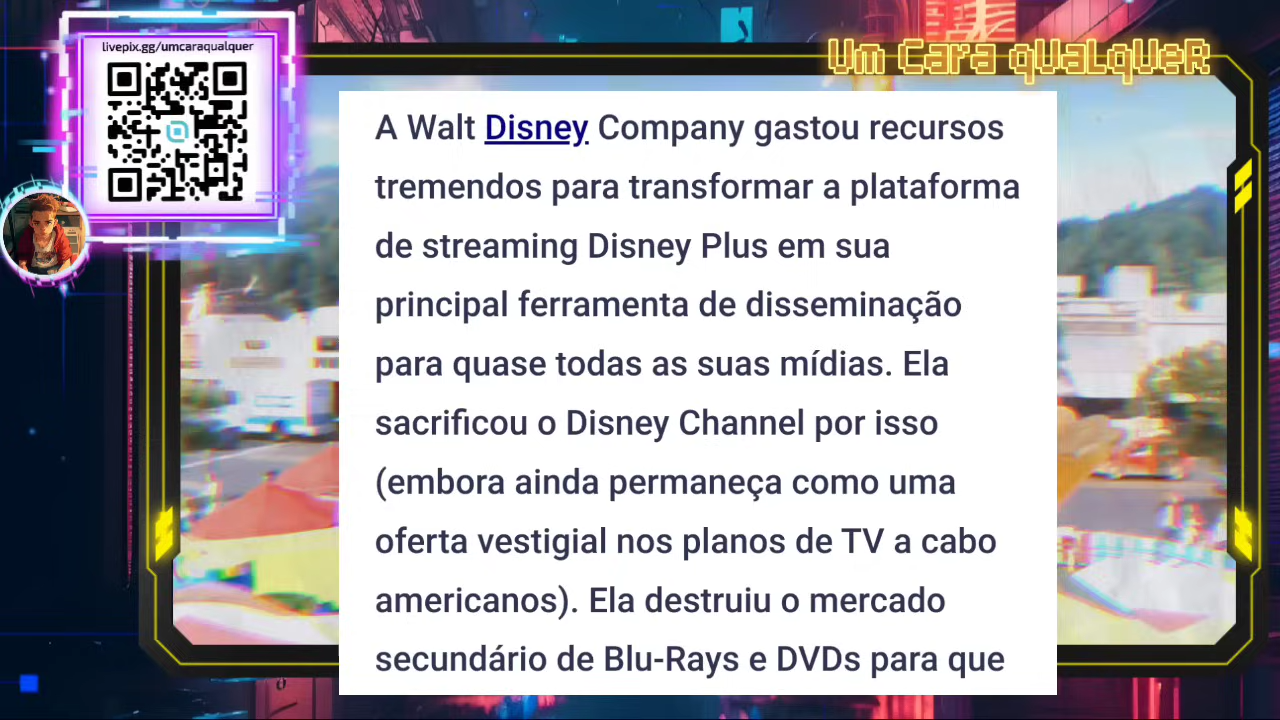 livepix.gg/umcaraqualquer
Um Cara qUaLqUeR
A Walt Disney Company gastou recursos
tremendos para transformar a plataforma
de streaming Disney Plus em sua
principal ferramenta de disseminação
para quase todas as suas mídias. Ela
sacrificou o Disney Channel por isso
(embora ainda permaneça como uma
oferta vestigial nos planos de TV a cabo
americanos). Ela destruiu o mercado
secundário de Blu-Rays e DVDs para que